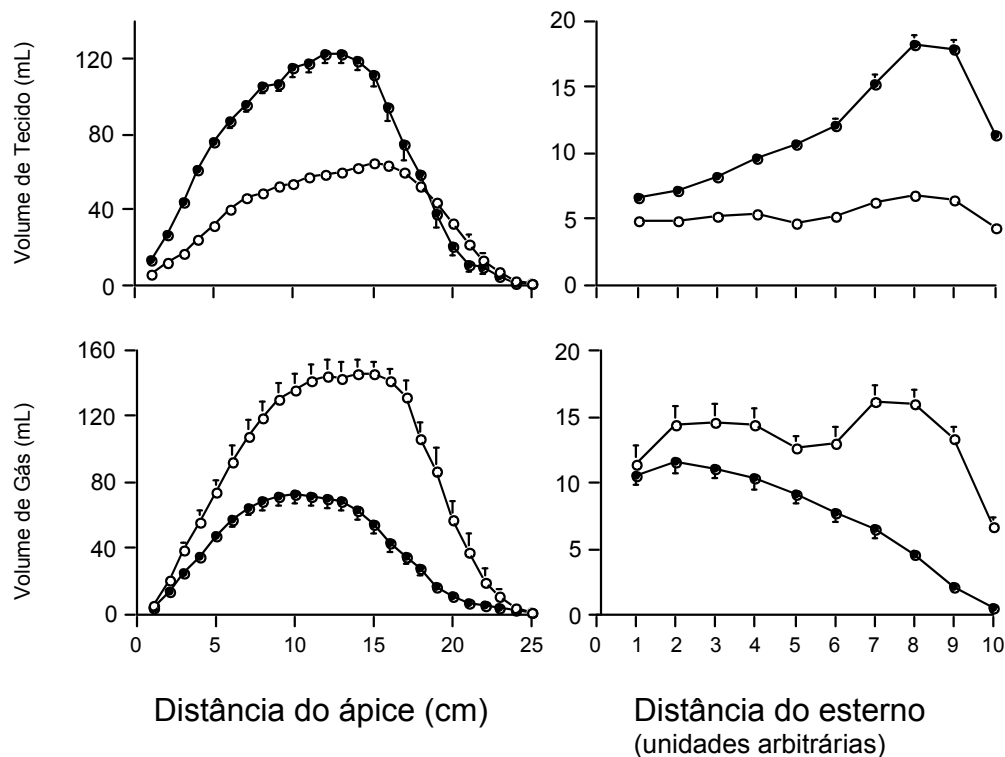 Volume de Tecido (mL)
120
80
40
0
20
15
10
5
0
Volume de Gás (mL)
160
120
80
40
0
0 5 10 15 20 25
20
15
10
5
0
0 1 2 3 4 5 6 7 8 9 10
Distância do ápice (cm)
Distância do esterno
(unidades arbitrárias)